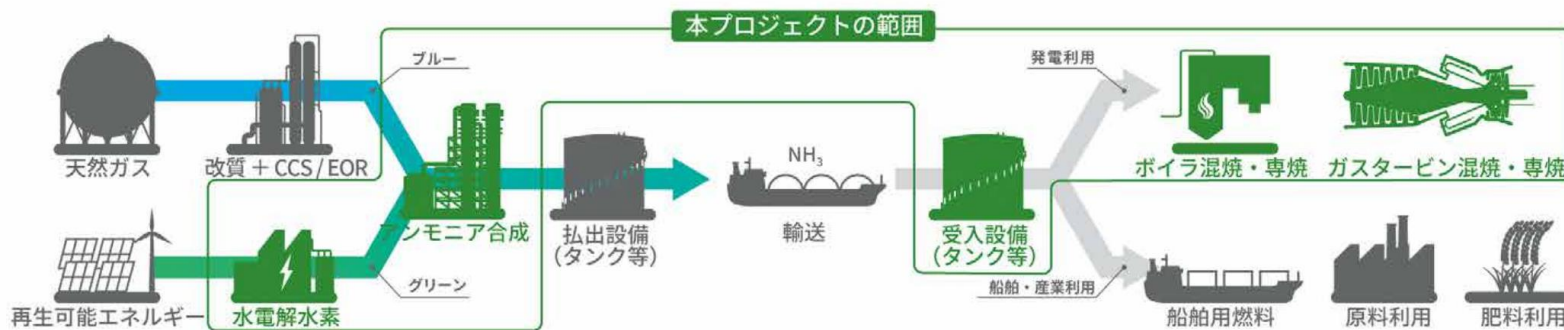 本プロジェクトの範囲
ブルー
発電利用
天然ガス
改質＋CCS/EOR
NH₃
ボイラ混焼・専焼
ガスタービン混焼・専焼
アンモニア合成
払出設備
（タンク等）
輸送
受入設備
（タンク等）
グリーン
船舶・産業利用
再生可能エネルギー
水電解水素
船舶用燃料
原料利用
肥料利用